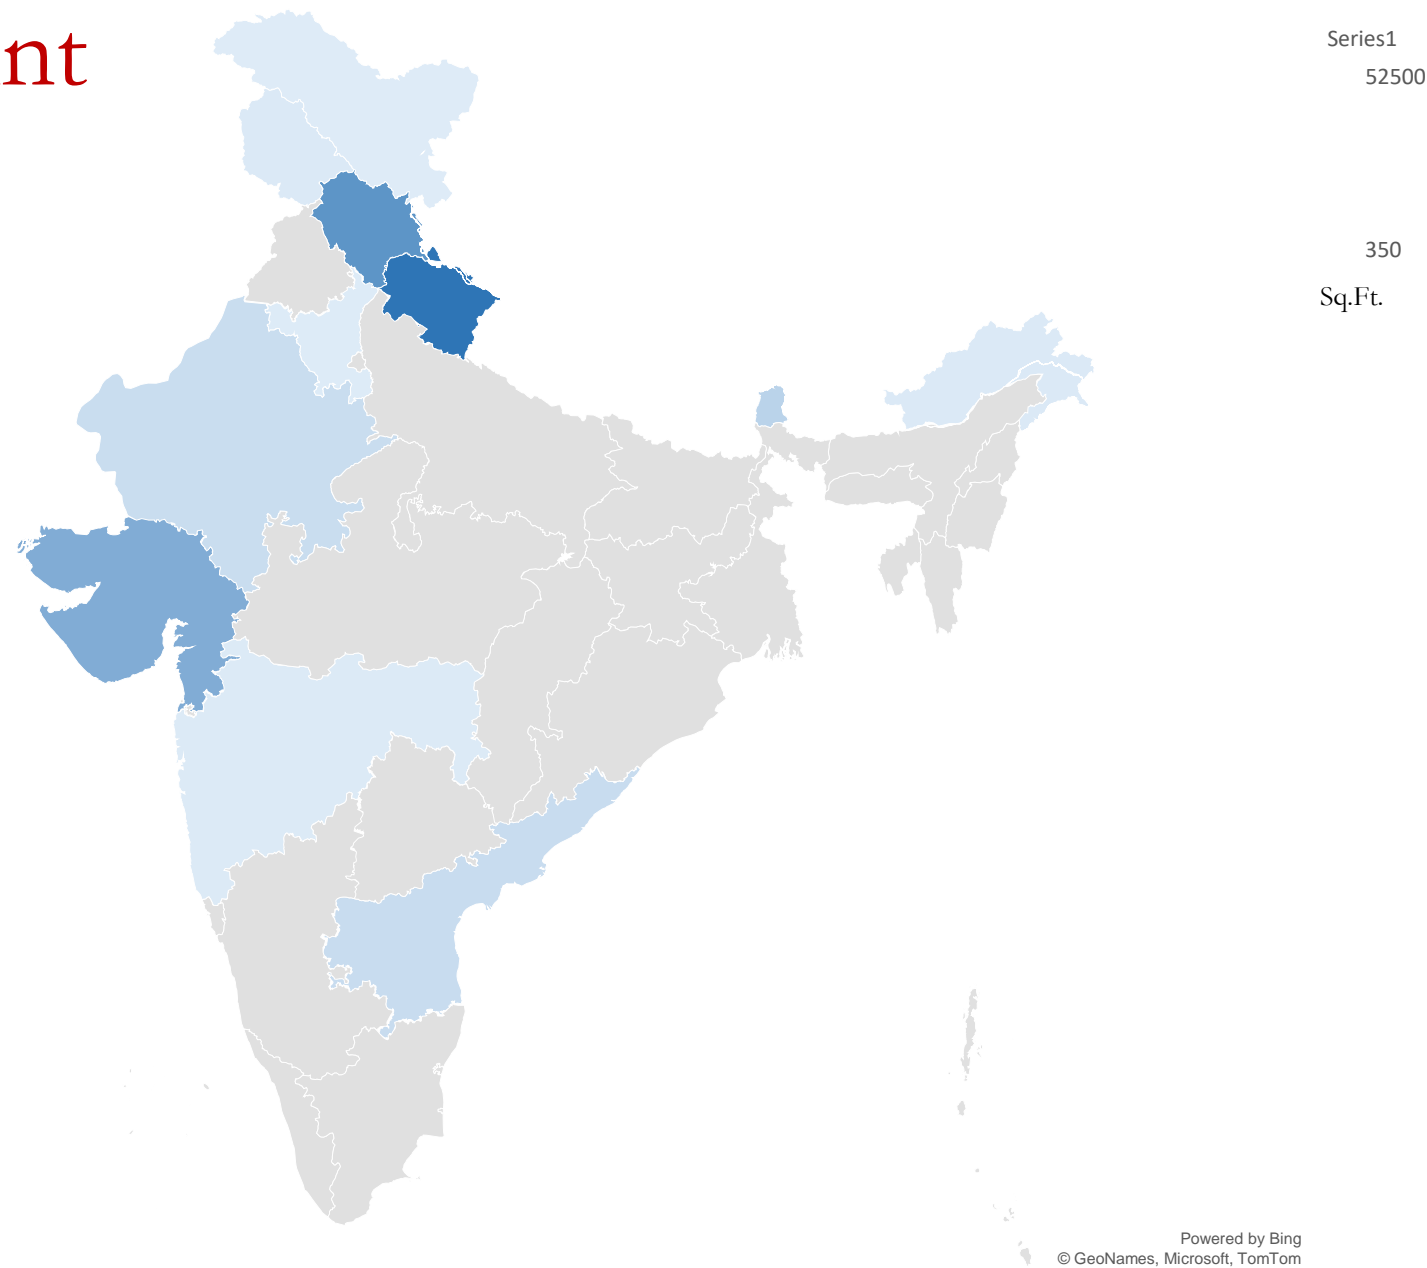 nt
Series1
52500
350
Sq.Ft.
Powered by Bing
© GeoNames, Microsoft, TomTom